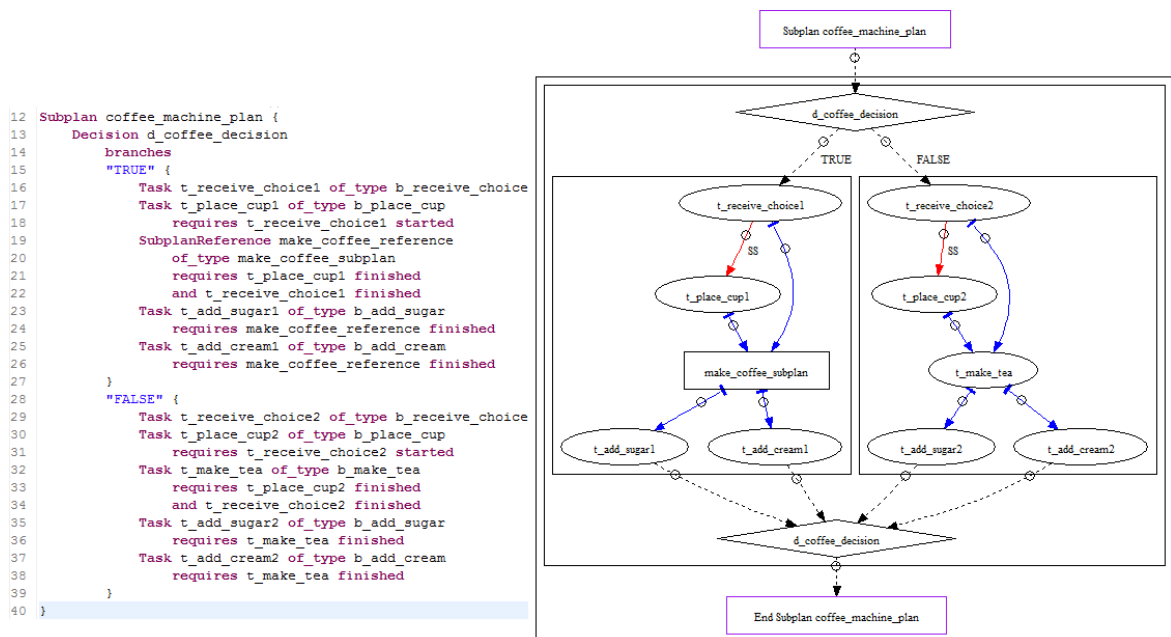 12 Subplan coffee_machine_plan {
13 Decision d_coffee_decision
14 branches
15 "TRUE" {
16 Task t_receive_choice1 of_type b_receive_choice
17 Task t_place_cup1 of_type b_place_cup
18 requires t_receive_choice1 started
19 SubplanReference make_coffee_reference
20 of_type make_coffee_subplan
21 requires t_place_cup1 finished
22 and t_receive_choice1 finished
23 Task t_add_sugar1 of_type b_add_sugar
24 requires make_coffee_reference finished
25 Task t_add_cream1 of_type b_add_cream
26 requires make_coffee_reference finished
27 }
28 "FALSE" {
29 Task t_receive_choice2 of_type b_receive_choice
30 Task t_place_cup2 of_type b_place_cup
31 requires t_receive_choice2 started
32 Task t_make_tea of_type b_make_tea
33 requires t_place_cup2 finished
34 and t_receive_choice2 finished
35 Task t_add_sugar2 of_type b_add_sugar
36 requires t_make_tea finished
37 Task t_add_cream2 of_type b_add_cream
38 requires t_make_tea finished
39 }
40 }
Subplan coffee_machine_plan
d_coffee_decision
TRUE FALSE
t_receive_choice1 t_receive_choice2
SS SS
t_place_cup1 t_place_cup2
make_coffee_subplan t_make_tea
t_add_sugar1 t_add_cream1 t_add_sugar2 t_add_cream2
d_coffee_decision
End Subplan coffee_machine_plan